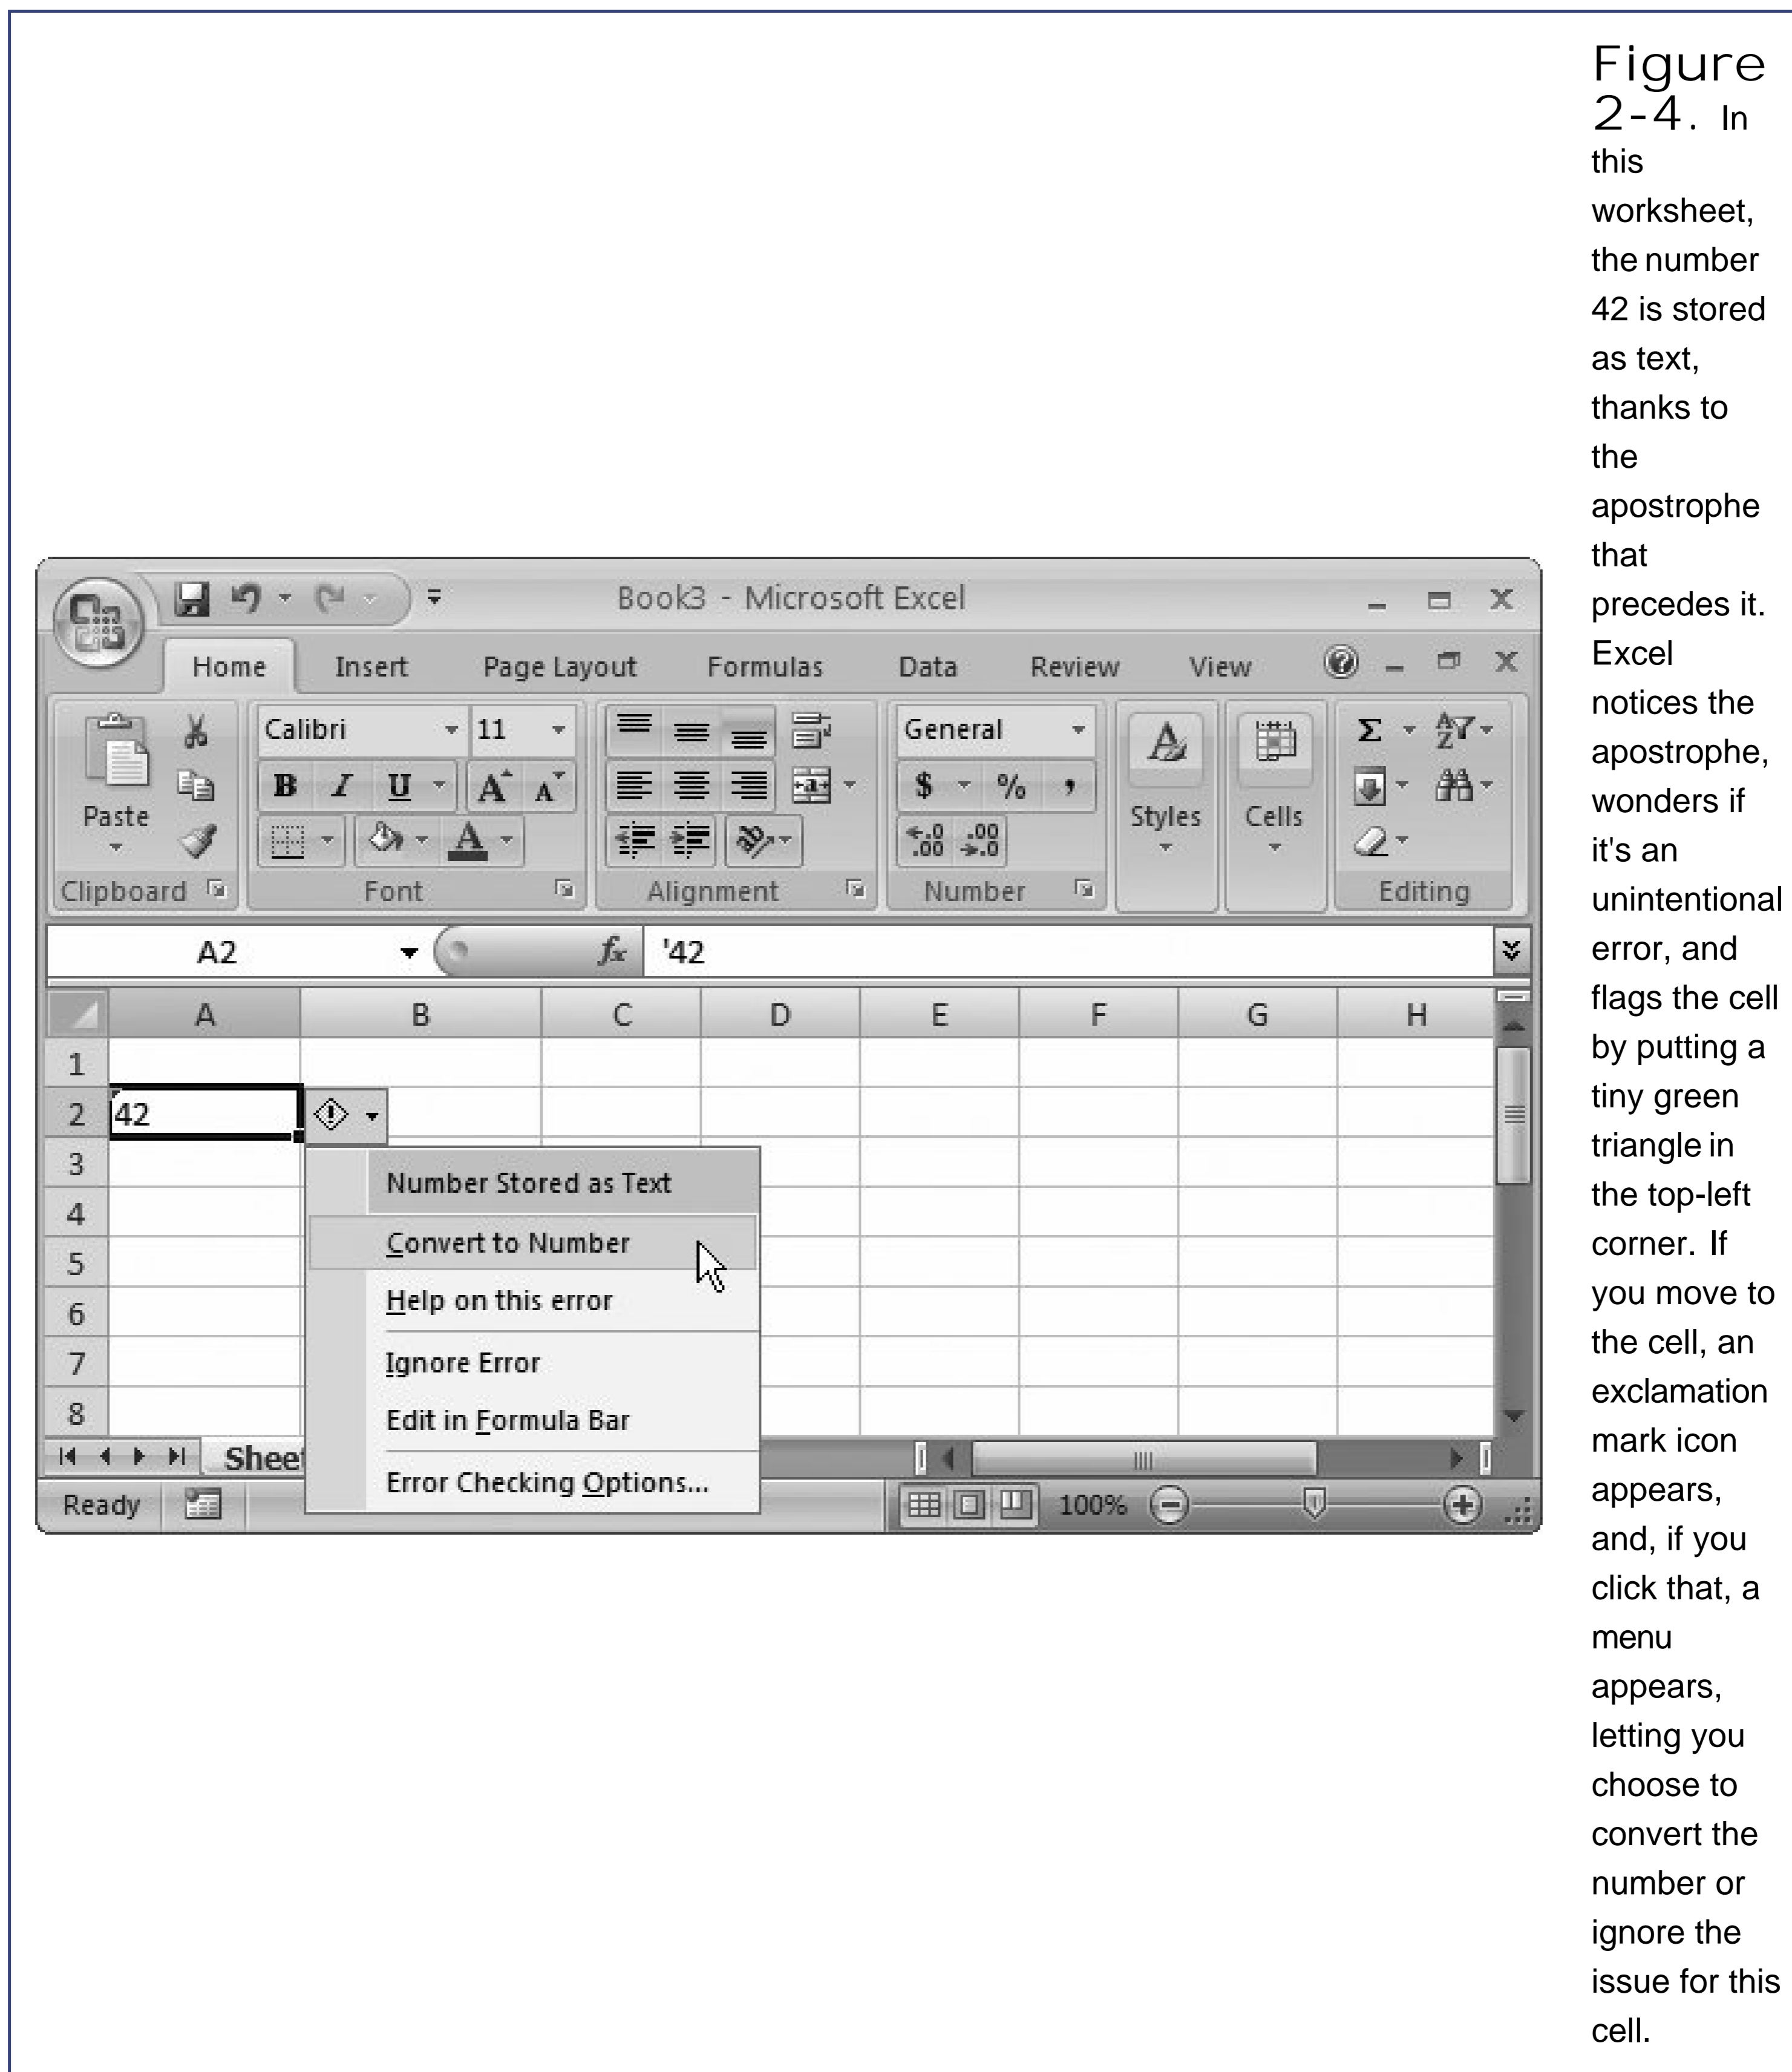 Figure
2-4. In
this
worksheet,
the number
42 is stored
as text,
thanks to
the
apostrophe
that
precedes it.
Excel
notices the
apostrophe,
wonders if
it's an
unintentional
error, and
flags the cell
by putting a
tiny green
triangle in
the top-left
corner. If
you move to
the cell, an
exclamation
mark icon
appears,
and, if you
click that, a
menu
appears,
letting you
choose to
convert the
number or
ignore the
issue for this
cell.
Book3 - Microsoft Excel
Home Insert Page Layout Formulas Data Review View
Calibri 11 General
B I U A A $ % ,
Paste A .0 .00 .00 .0 Styles Cells
Clipboard Font Alignment Number Editing
A2 fx '42
A B C D E F G H
1
2 42
3
4
5
6
7
8
Number Stored as Text
Convert to Number
Help on this error
Ignore Error
Edit in Formula Bar
Error Checking Options...
Sheet
Ready 100%